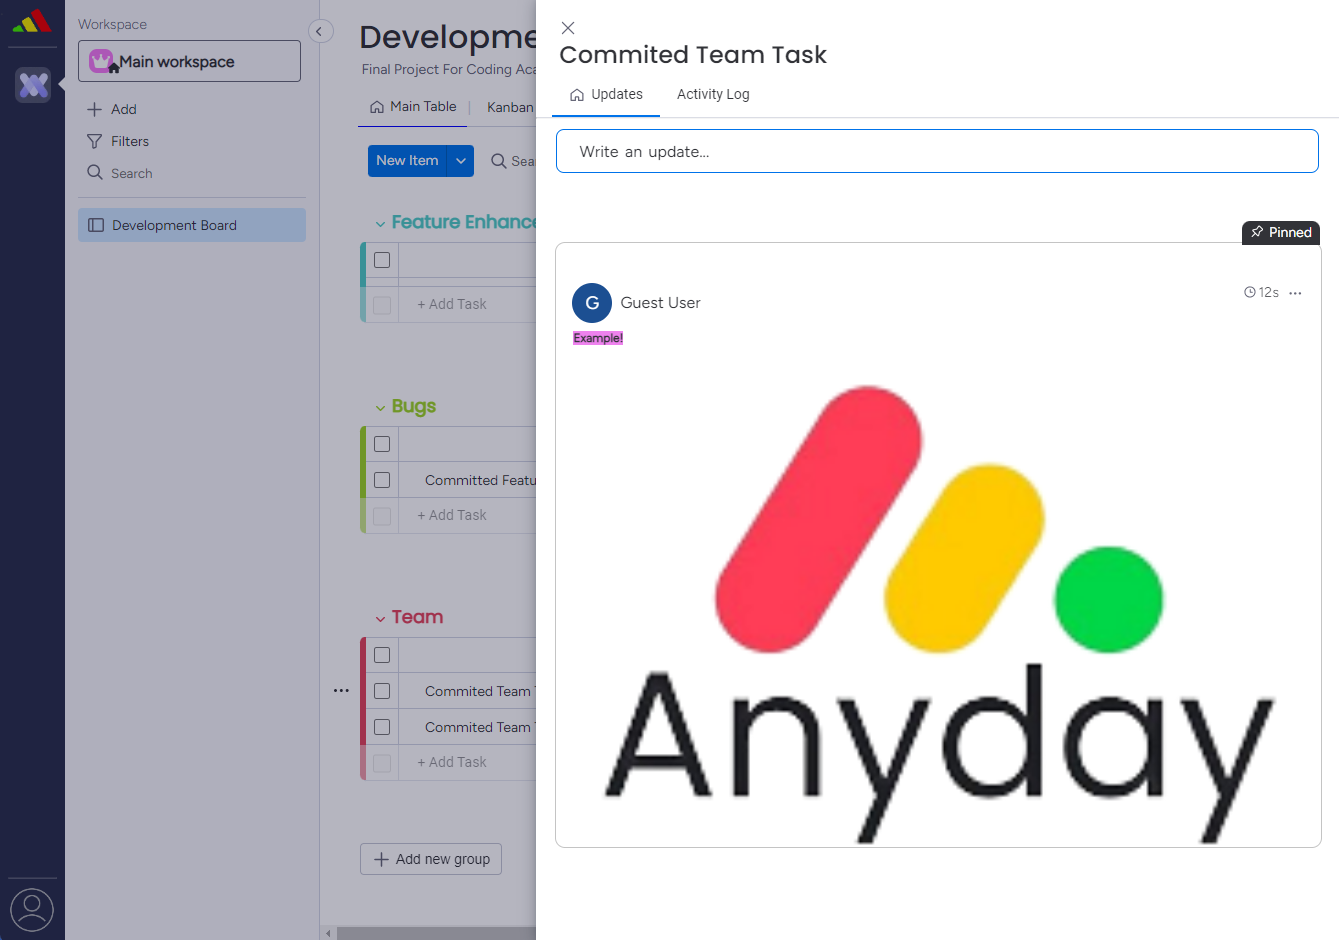 Workspace
Main workspace
Add
Filters
Search
Development Board
Developme
Final Project For Coding Aca
Main Table
Kanban
New Item
Sea
Feature Enhance
+ Add Task
Bugs
Committed Featu
+ Add Task
Team
Commited Team T
Commited Team T
+ Add Task
Add new group
Commited Team Task
Updates
Activity Log
Write an update...
Pinned
G
Guest User
12s
Example!
Anyday